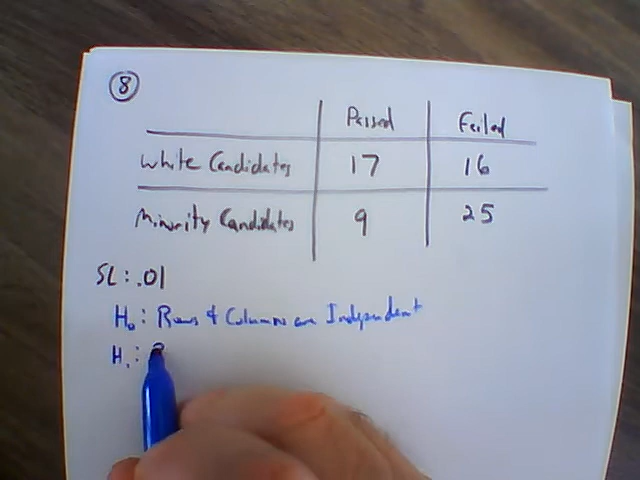 8
Passed Failed
White Candidates 17 16
Minority Candidates 9 25
SL: .01
H₀: Rows & Columns are Independent
H₁: